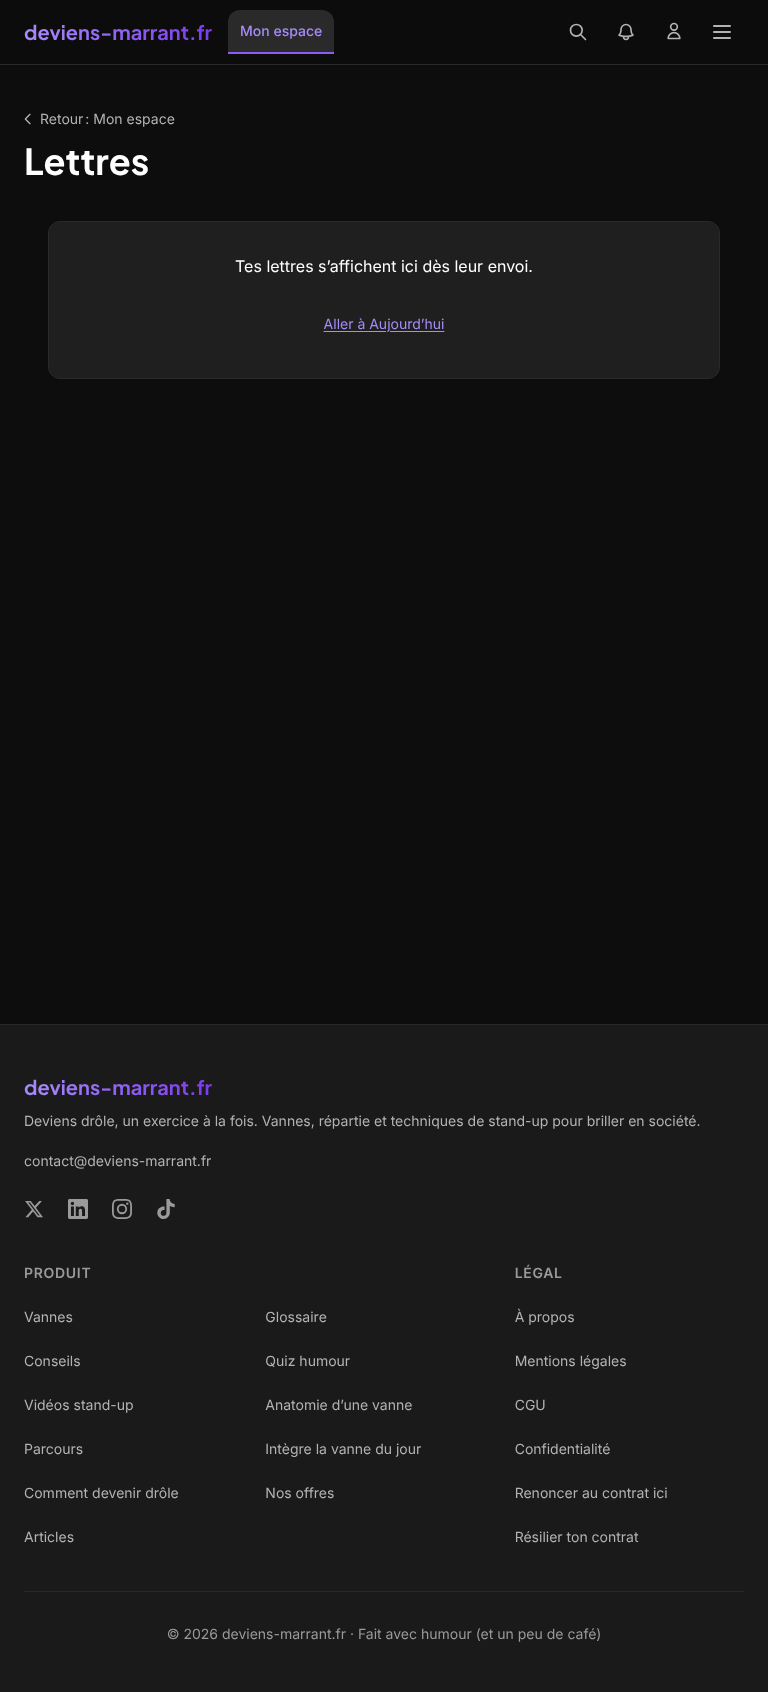 deviens-marrant.fr
Mon espace
Retour : Mon espace
Lettres
Tes lettres s’affichent ici dès leur envoi.
Aller à Aujourd’hui
deviens-marrant.fr
Deviens drôle, un exercice à la fois. Vannes, répartie et techniques de stand-up pour briller en société.
contact@deviens-marrant.fr
PRODUIT
Vannes
Conseils
Vidéos stand-up
Parcours
Comment devenir drôle
Articles
Glossaire
Quiz humour
Anatomie d’une vanne
Intègre la vanne du jour
Nos offres
LÉGAL
À propos
Mentions légales
CGU
Confidentialité
Renoncer au contrat ici
Résilier ton contrat
© 2026 deviens-marrant.fr · Fait avec humour (et un peu de café)